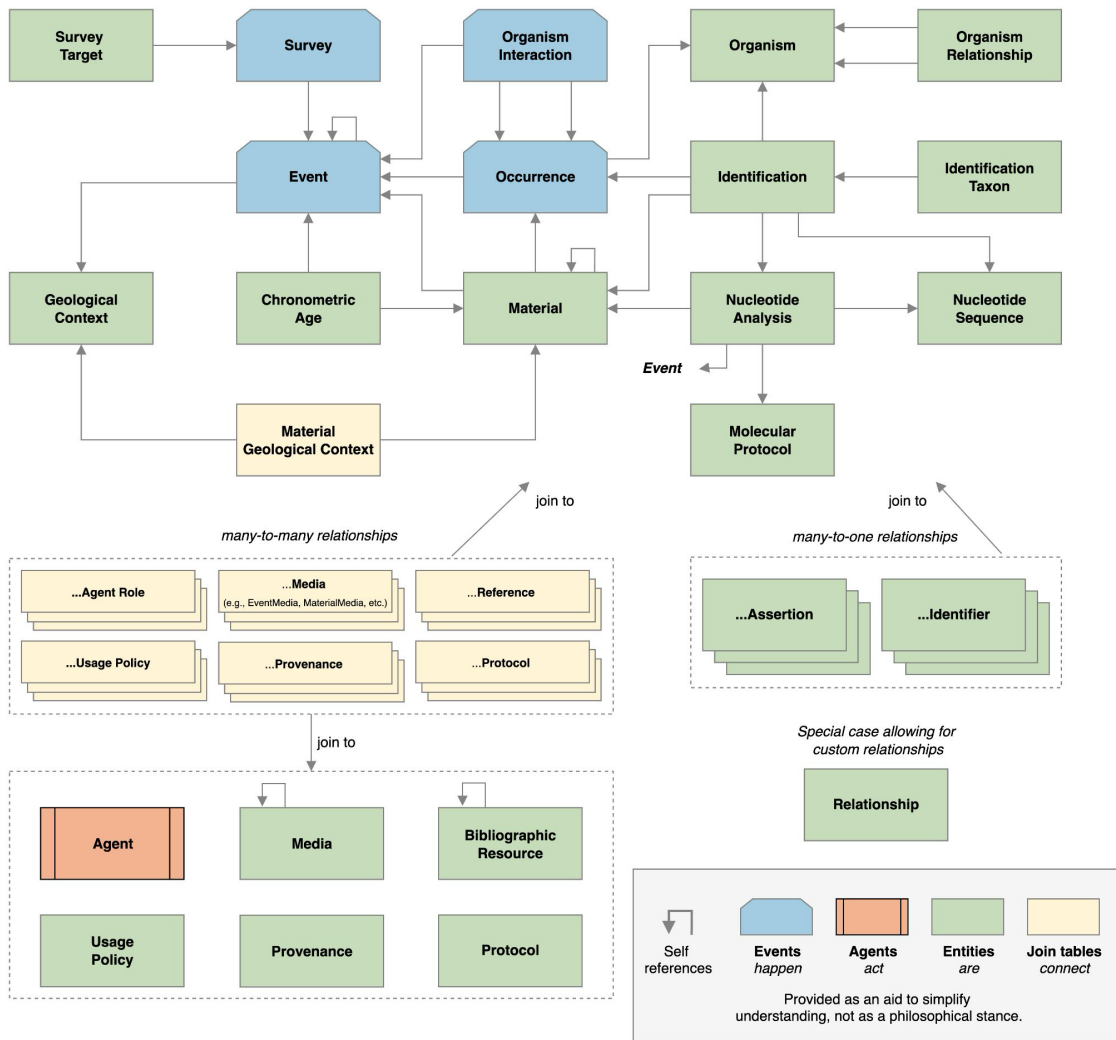 Survey
Target
Survey
Organism
Interaction
Organism
Organism
Relationship
Event
Occurrence
Identification
Identification
Taxon
Geological
Context
Chronometric
Age
Material
Nucleotide
Analysis
Nucleotide
Sequence
Event
Material
Geological Context
Molecular
Protocol
join to
join to
many-to-many relationships
many-to-one relationships
...Agent Role
...Media
(e.g., EventMedia, MaterialMedia, etc.)
...Reference
...Usage Policy
...Provenance
...Protocol
...Assertion
...Identifier
join to
Special case allowing for
custom relationships
Relationship
Agent
Media
Bibliographic
Resource
Usage
Policy
Provenance
Protocol
Self
references
Events
happen
Agents
act
Entities
are
Join tables
connect
Provided as an aid to simplify
understanding, not as a philosophical stance.